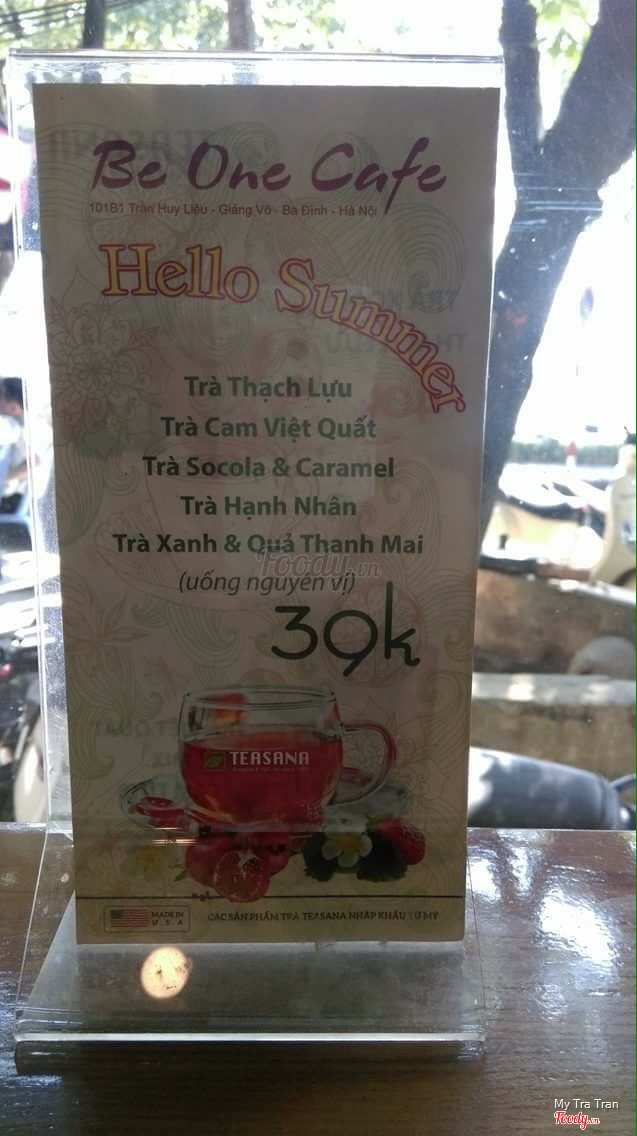 Be One Cafe
101B1 Trần Huy Liệu - Giảng Võ - Ba Đình - Hà Nội
Hello Summer
Trà Thạch Lựu
Trà Cam Việt Quất
Trà Socola & Caramel
Trà Hạnh Nhân
Trà Xanh & Quả Thanh Mai
Foody.vn
(uống nguyên vị)
39k
TEASANA
MADE IN
U.S.A
CÁC SẢN PHẨM TRÀ TEASANA NHẬP KHẨU TỪ MỸ
My Tra Tran
Foody.vn